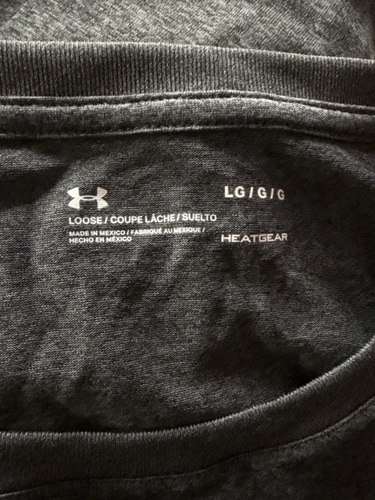 LG/G/G
LOOSE/COUPE LÂCHE/SUELTO
MADE IN MEXICO/FABRIQUÉ AU MEXIQUE/
HECHO EN MÉXICO
HEATGEAR